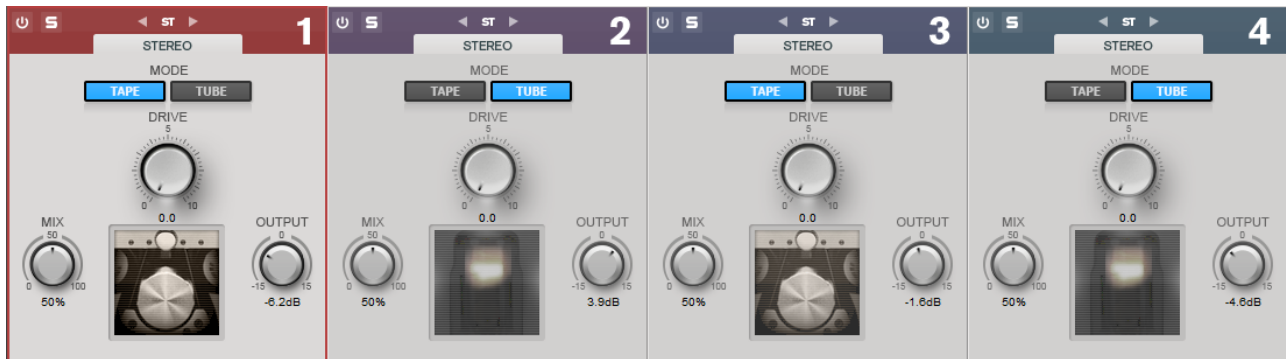 S ST 1 S ST 2 S ST 3 S ST 4
STEREO STEREO STEREO STEREO
MODE MODE MODE MODE
TAPE TUBE TAPE TUBE TAPE TUBE TAPE TUBE
DRIVE DRIVE DRIVE DRIVE
5 5 5 5
0 10 0 10 0 10 0 10
0.0 0.0 0.0 0.0
MIX OUTPUT MIX OUTPUT MIX OUTPUT MIX OUTPUT
50 0 50 0 50 0 50 0
0 100 -15 15 0 100 -15 15 0 100 -15 15 0 100 -15 15
50% -6.2dB 50% 3.9dB 50% -1.6dB 50% -4.6dB